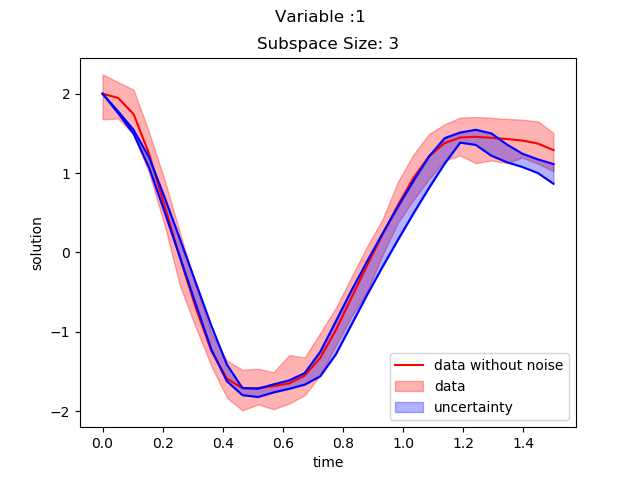 Variable :1
Subspace Size: 3
solution
2
1
0
−1
−2
0.0 0.2 0.4 0.6 0.8 1.0 1.2 1.4
time
data without noise
data
uncertainty